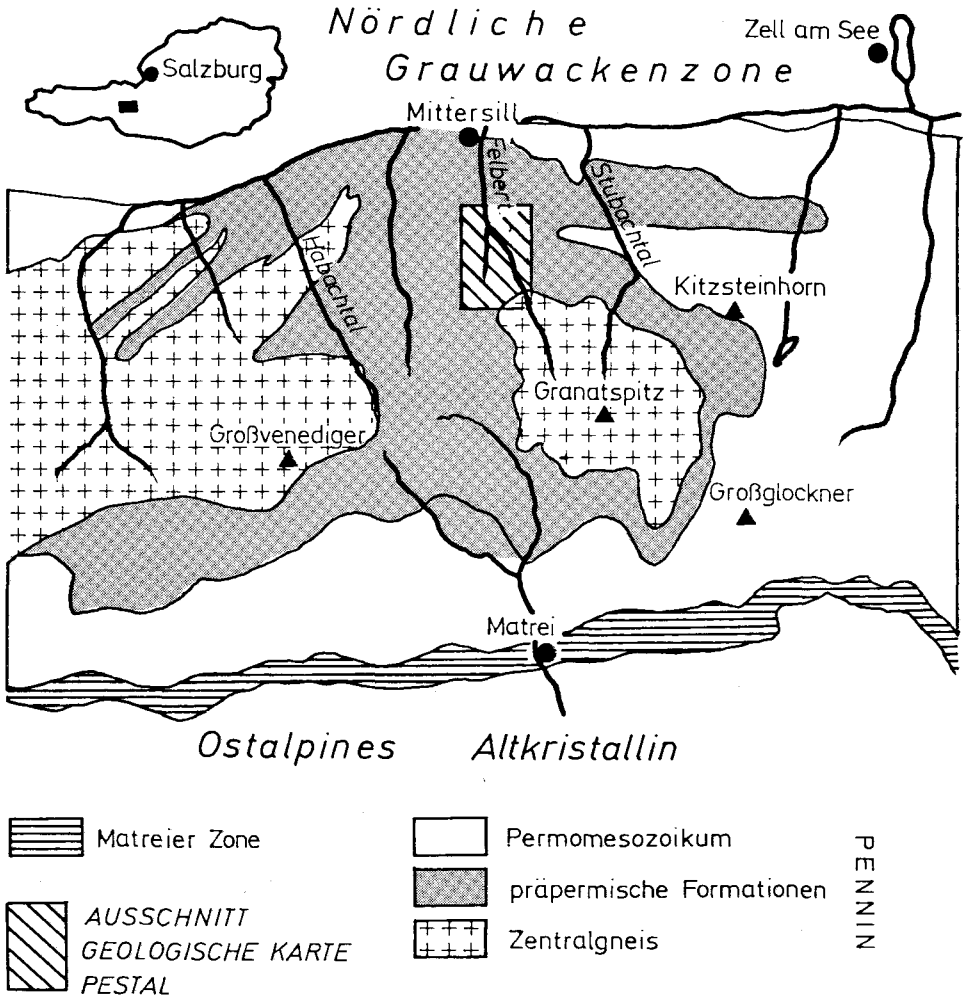 Nördliche
Grauwackenzone
Zell am See
Salzburg
Mittersill
Felbert
Stubachtal
Habachtal
Kitzsteinhorn
Granatspitz
Großvenediger
Großglockner
Matrei
Ostalpines Altkristallin
Matreier Zone
AUSSCHNITT
GEOLOGISCHE KARTE
PESTAL
Permomesozoikum
präpermische Formationen
Zentralgneis
PENNIN